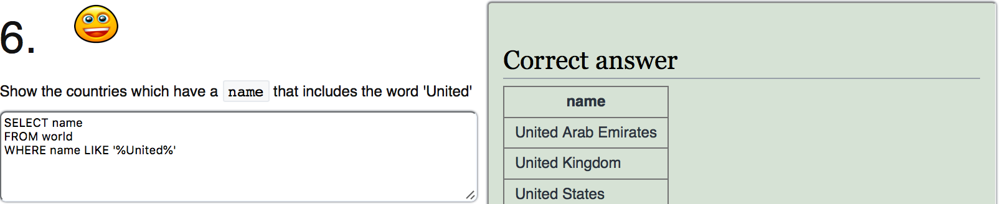 6.
Show the countries which have a name that includes the word 'United'
SELECT name
FROM world
WHERE name LIKE '%United%'
Correct answer
name
United Arab Emirates
United Kingdom
United States